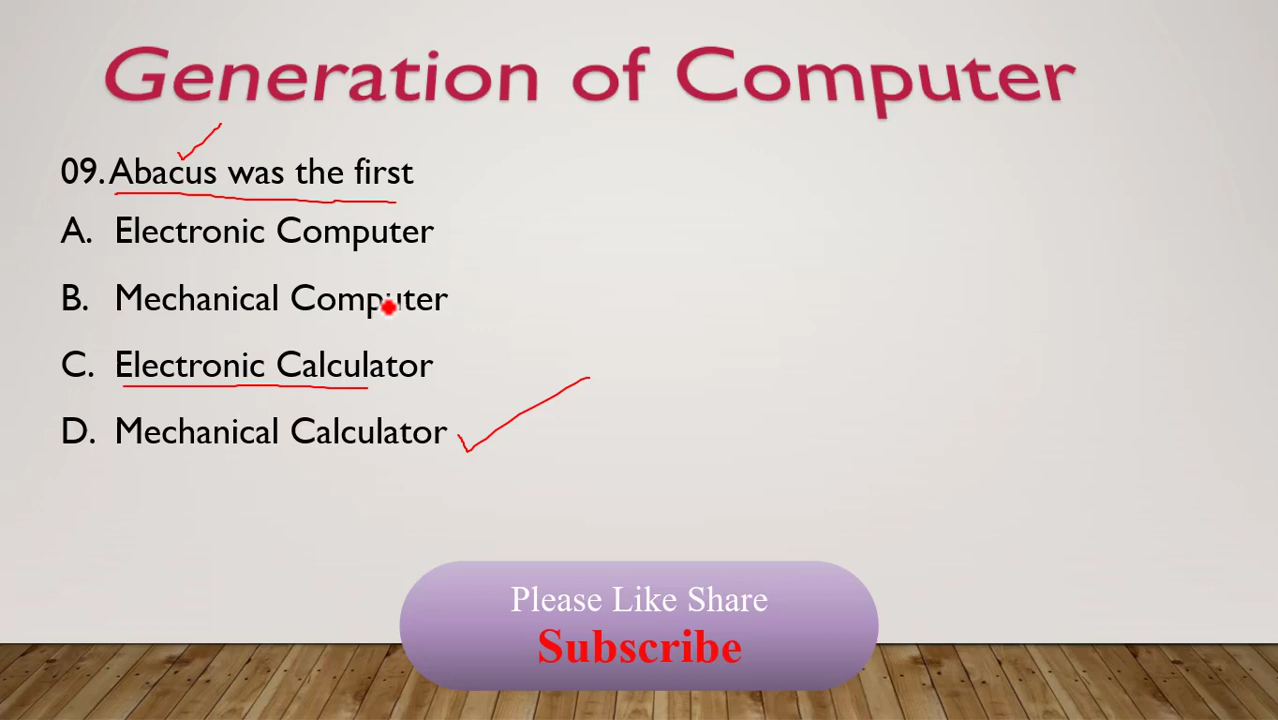 Generation of Computer
09. Abacus was the first
A. Electronic Computer
B. Mechanical Computer
C. Electronic Calculator
D. Mechanical Calculator
Please Like Share
Subscribe